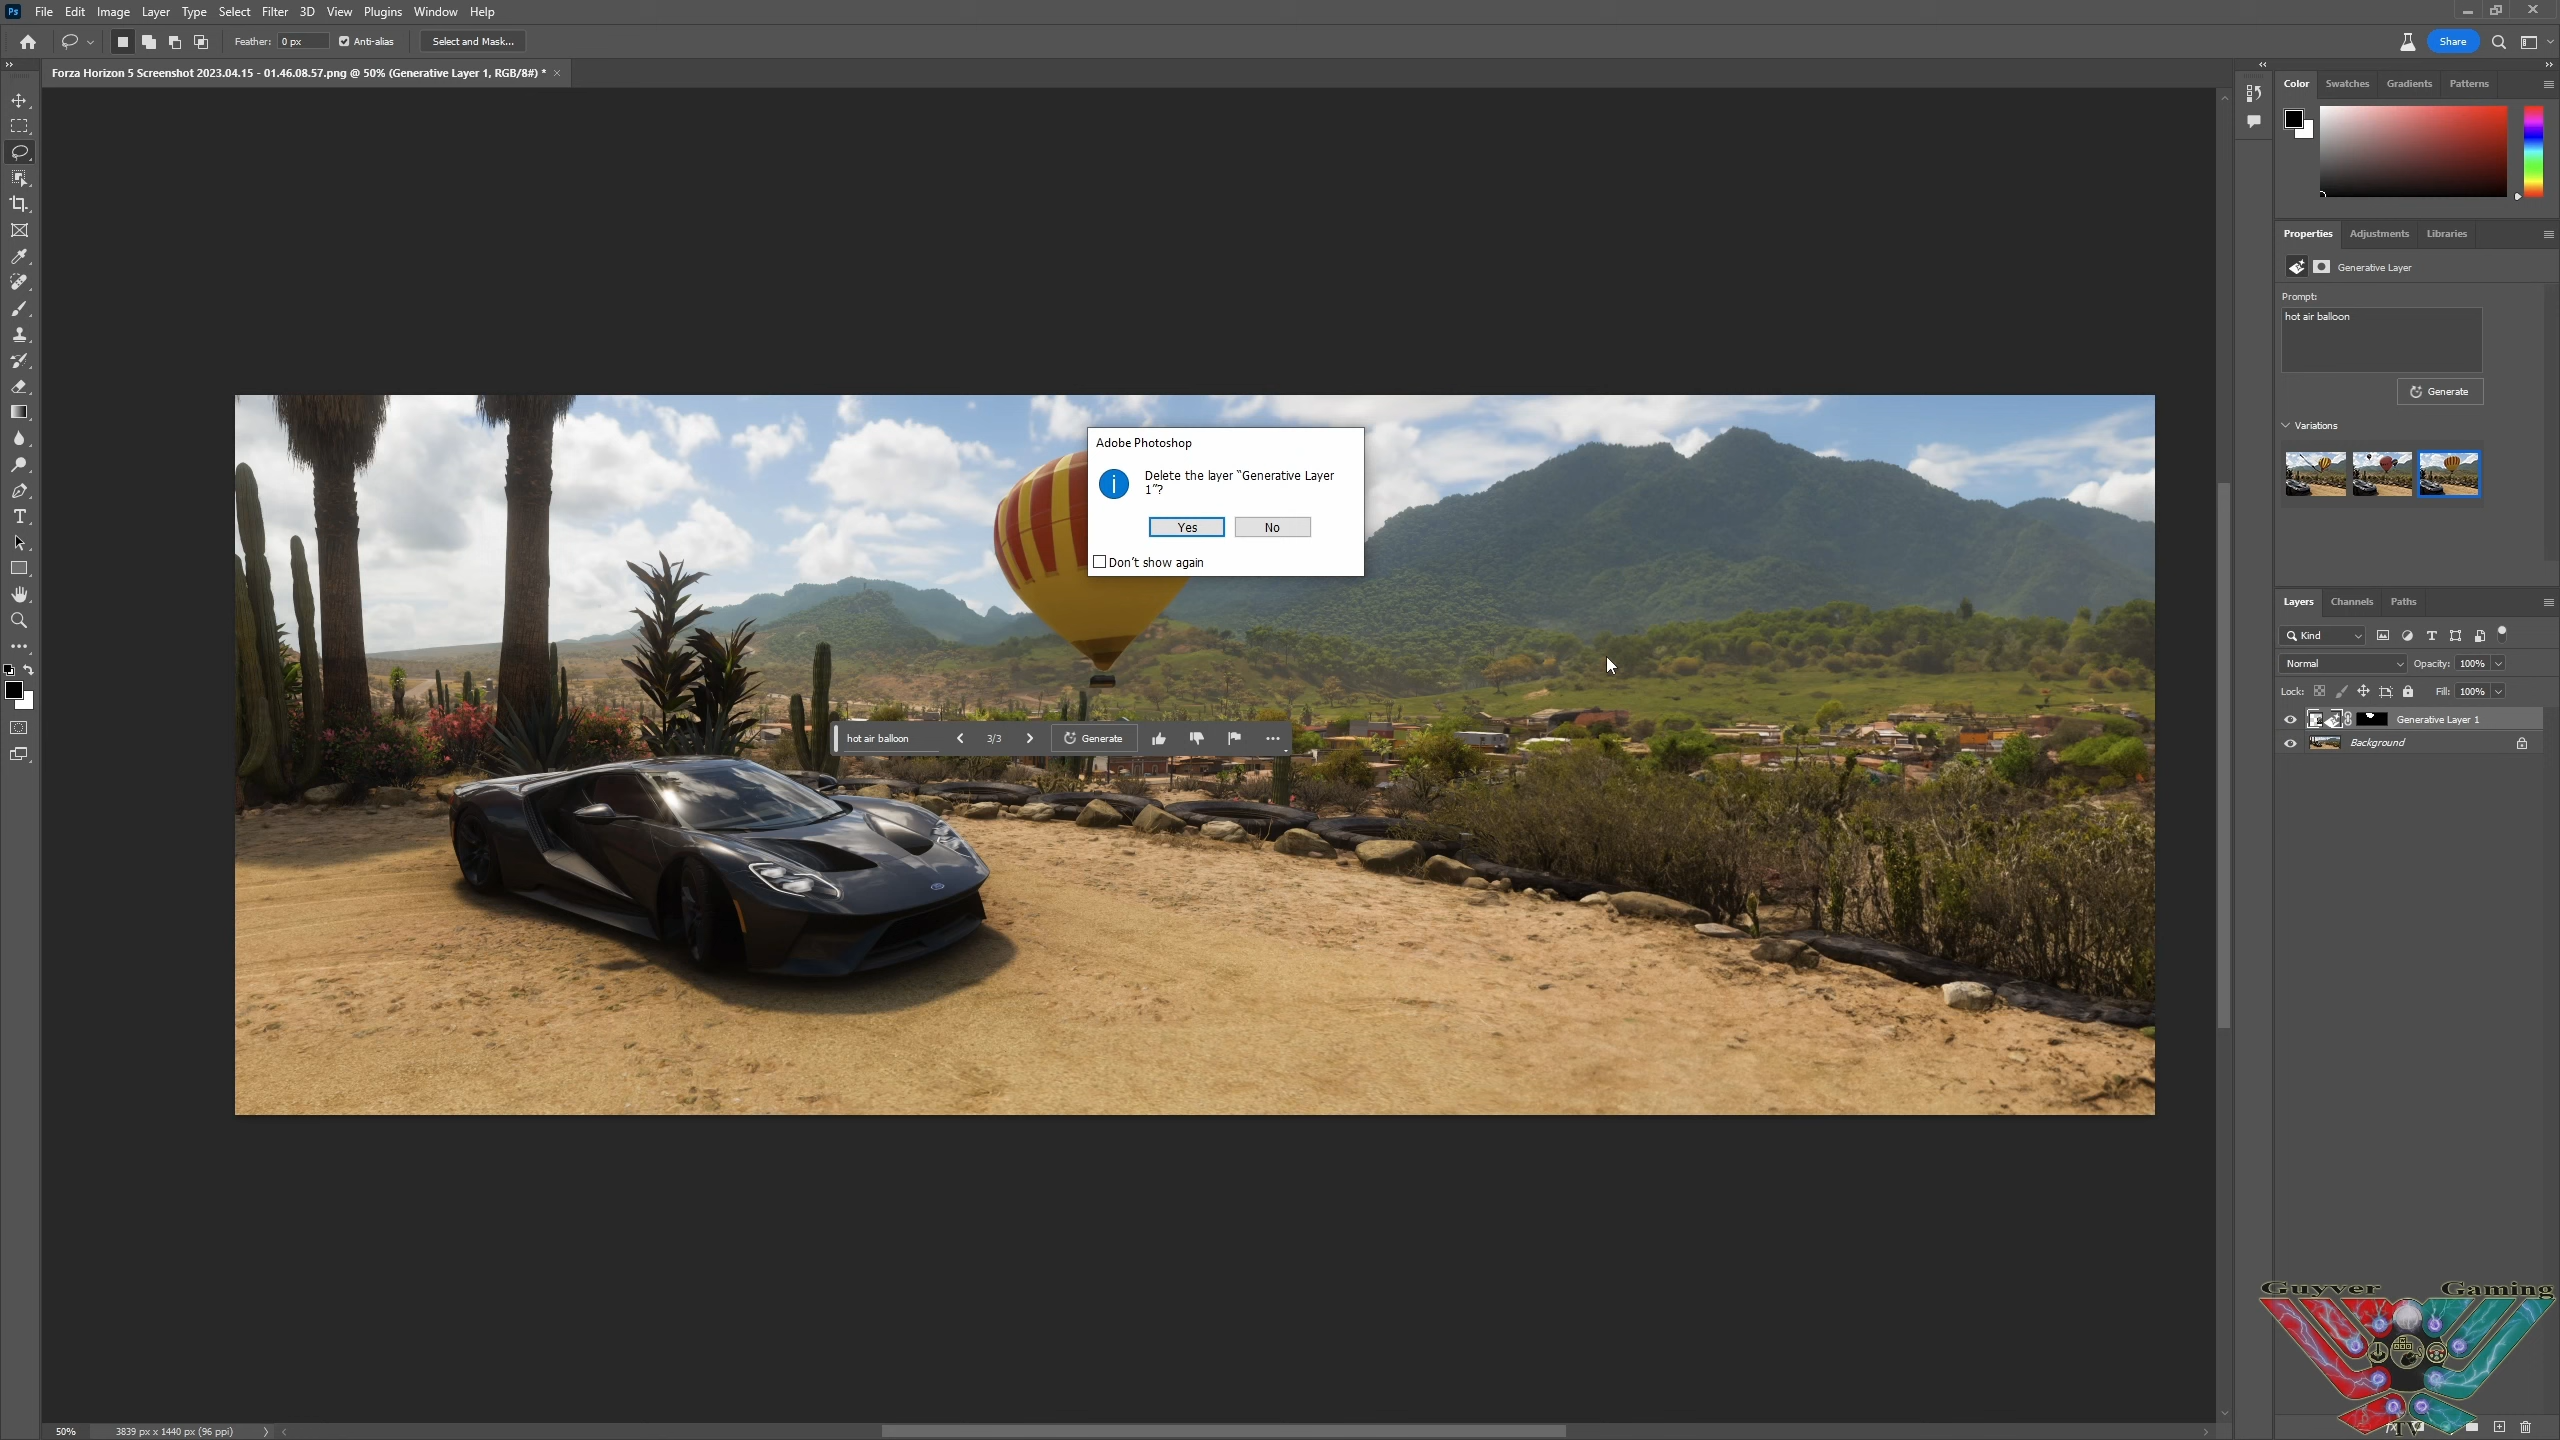 Ps File Edit Image Layer Type Select Filter 3D View Plugins Window Help
Feather: 0 px Anti-alias Select and Mask... Share
Forza Horizon 5 Screenshot 2023.04.15 - 01.46.08.57.png @ 50% (Generative Layer 1, RGB/8#) * ×
Color Swatches Gradients Patterns
Properties Adjustments Libraries
Generative Layer
Prompt:
hot air balloon
Generate
Variations
Adobe Photoshop
Delete the layer “Generative Layer
1”?
Yes No
Don’t show again
hot air balloon 3/3 Generate
Layers Channels Paths
Kind
Normal Opacity: 100%
Lock: Fill: 100%
Generative Layer 1
Background
Guyver Gaming
TV
50% 3839 px x 1440 px (96 ppi)